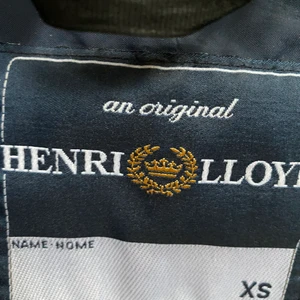 an original
HENRI LLOY
NAME·NOME
XS